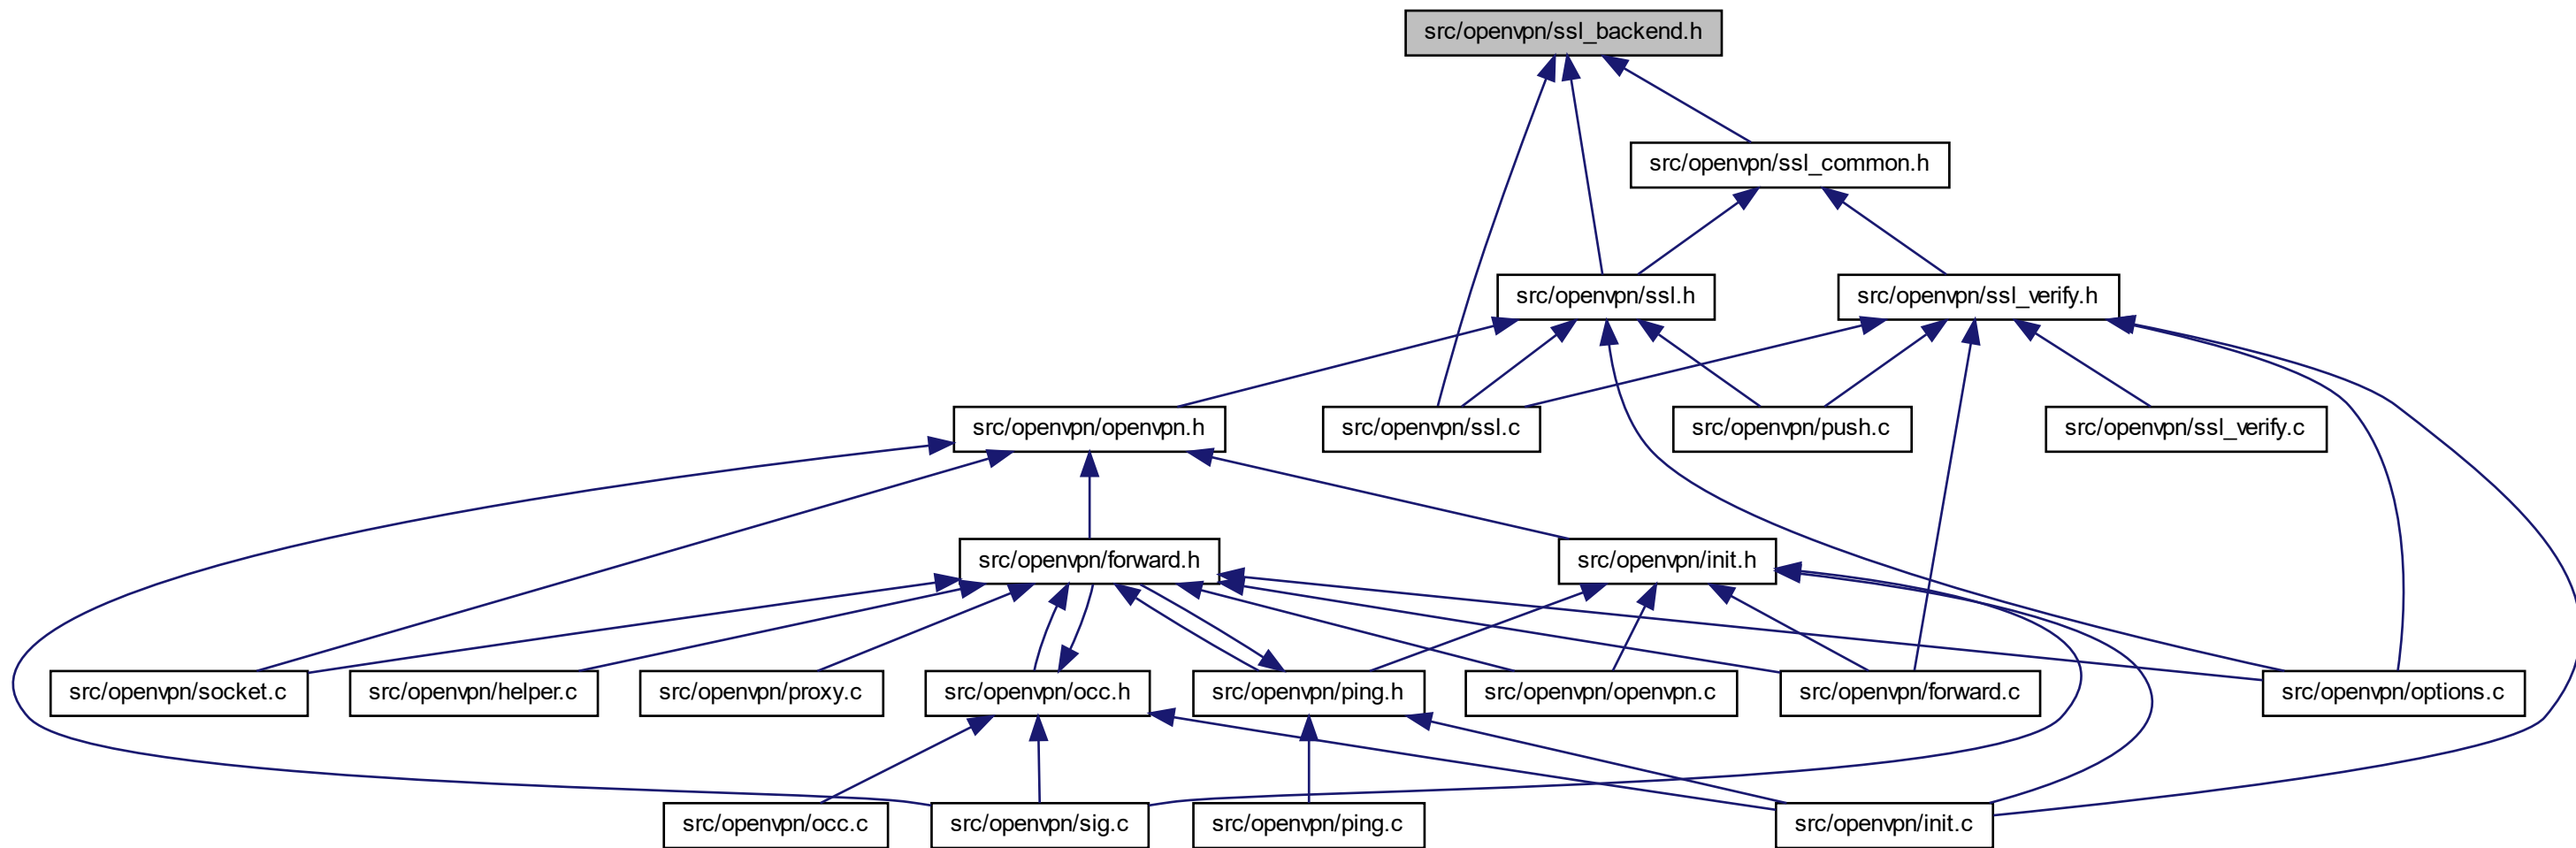 src/openvpn/ssl_backend.h
src/openvpn/ssl_common.h
src/openvpn/ssl.h
src/openvpn/ssl_verify.h
src/openvpn/openvpn.h
src/openvpn/ssl.c
src/openvpn/push.c
src/openvpn/ssl_verify.c
src/openvpn/forward.h
src/openvpn/init.h
src/openvpn/socket.c
src/openvpn/helper.c
src/openvpn/proxy.c
src/openvpn/occ.h
src/openvpn/ping.h
src/openvpn/openvpn.c
src/openvpn/forward.c
src/openvpn/options.c
src/openvpn/occ.c
src/openvpn/sig.c
src/openvpn/ping.c
src/openvpn/init.c